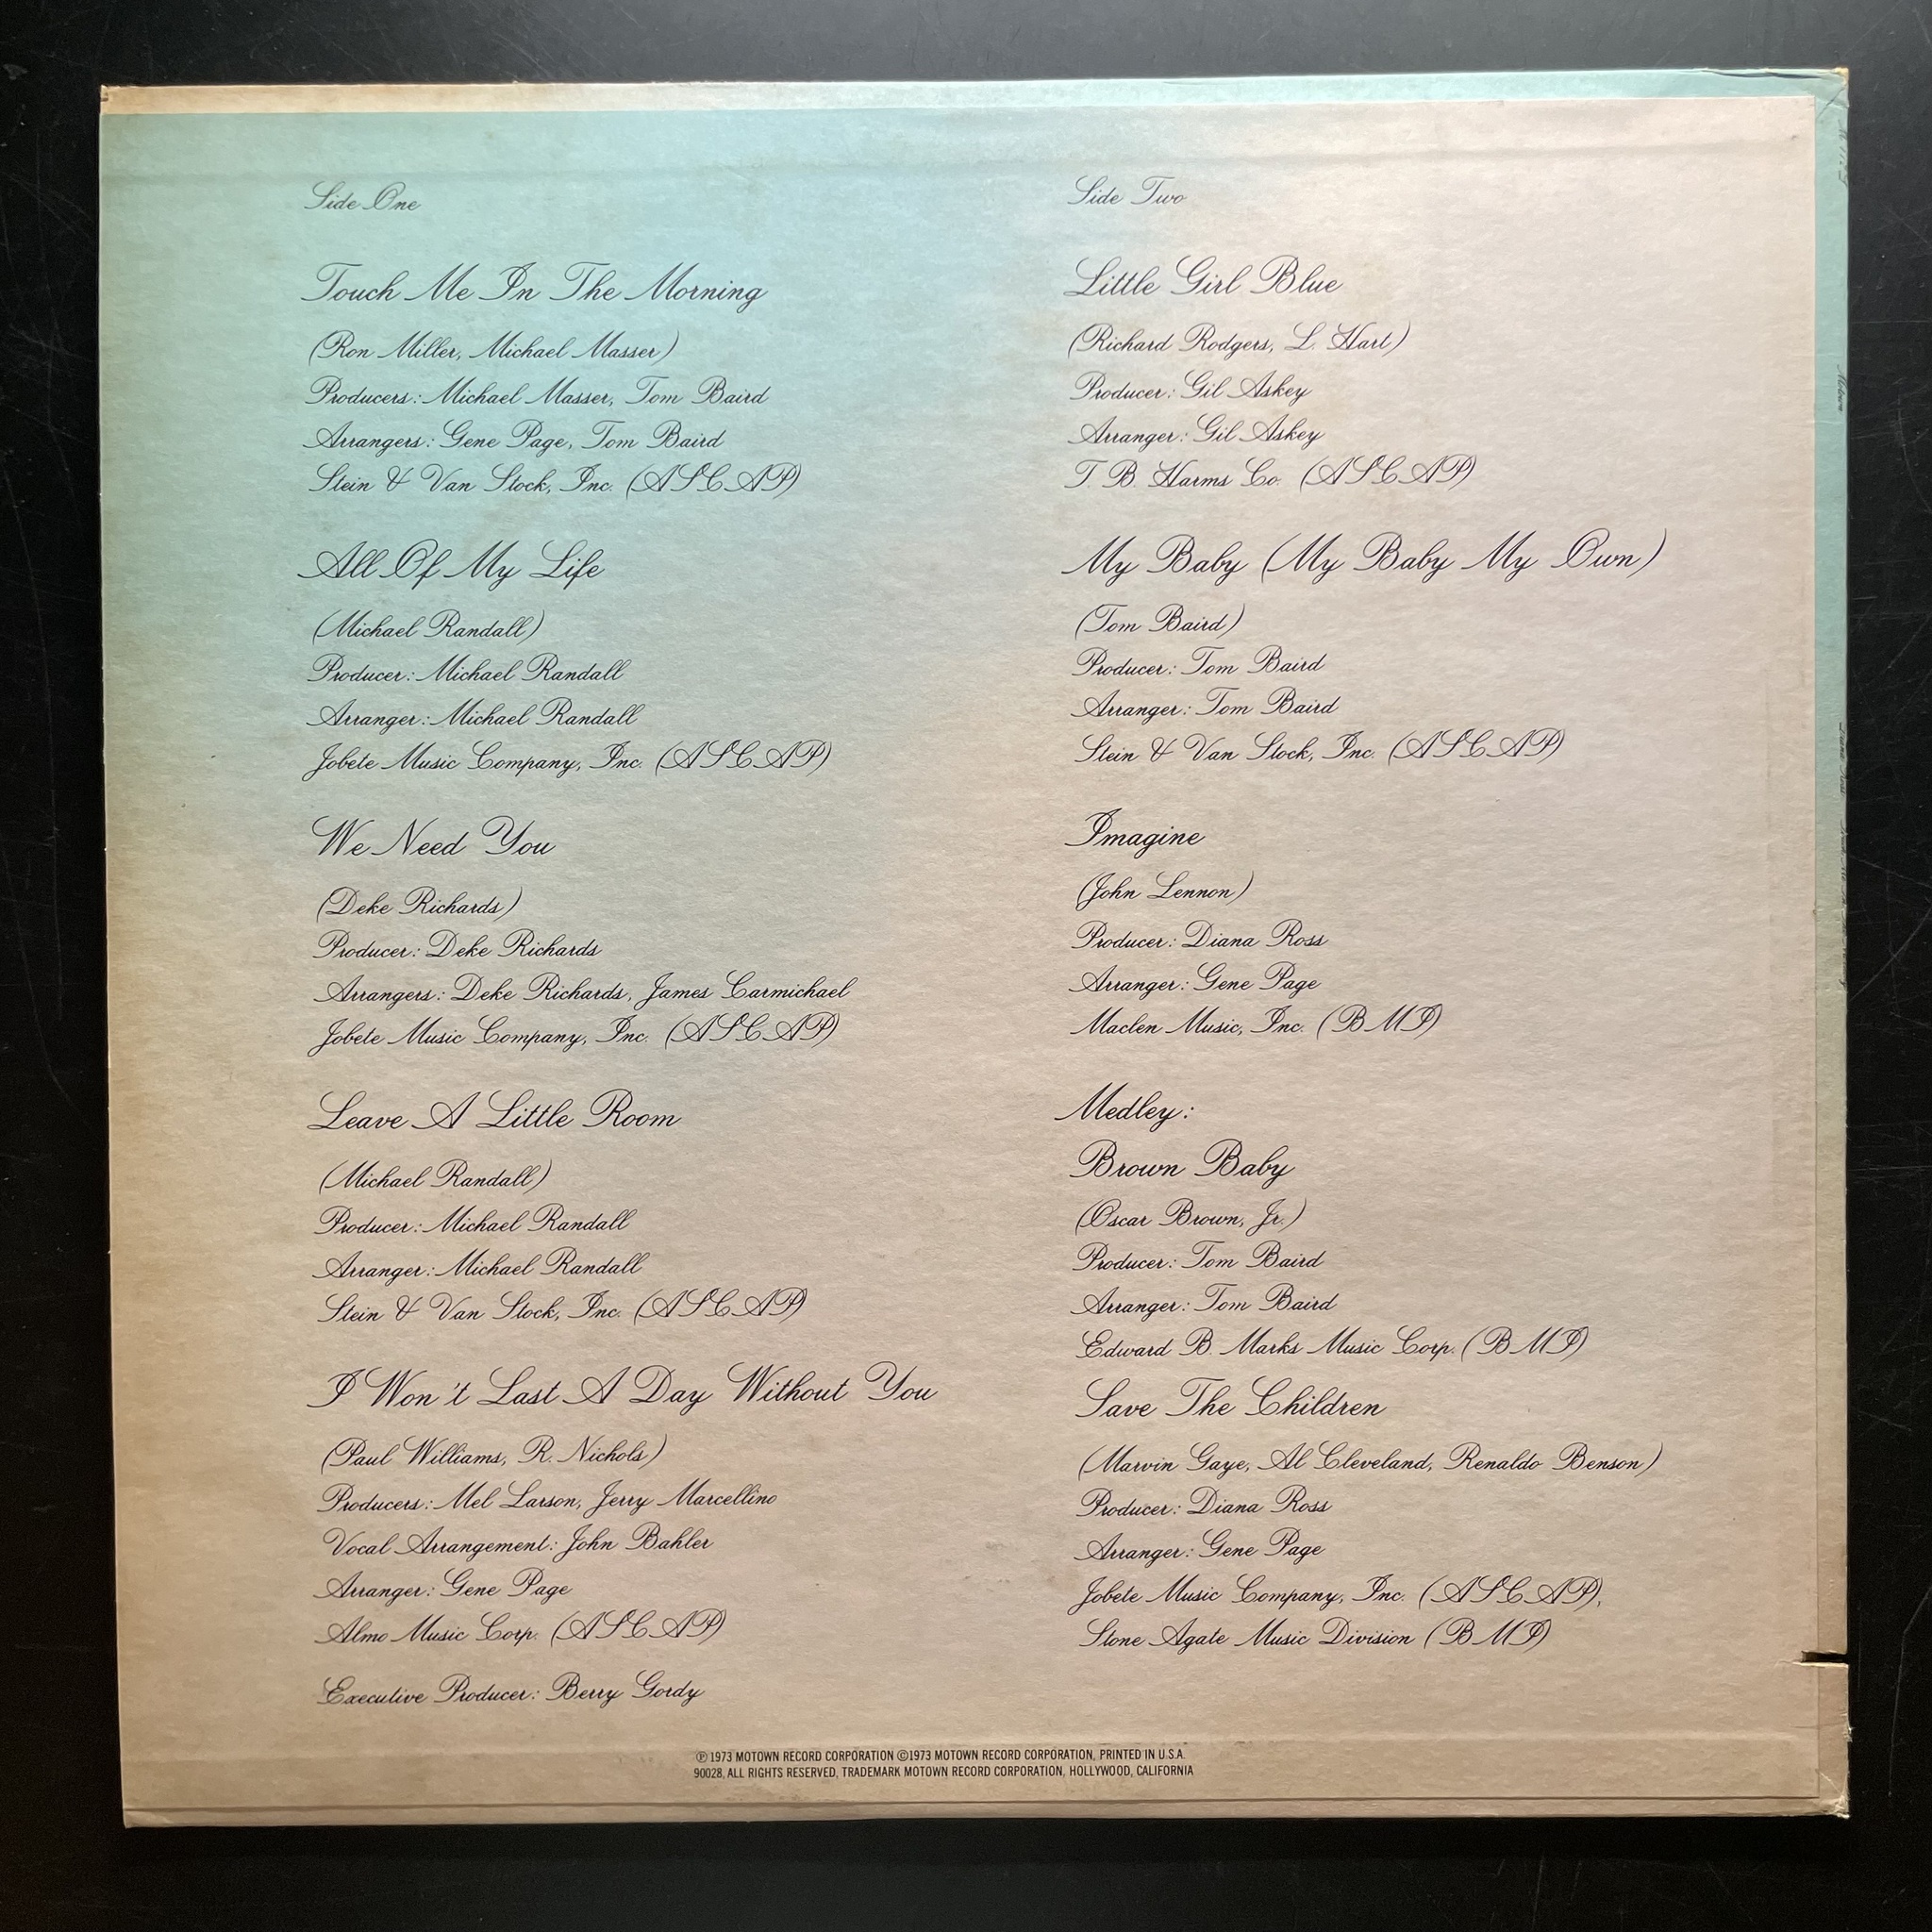 Side One
Touch Me In The Morning
(Ron Miller, Michael Masser)
Producers: Michael Masser, Tom Baird
Arrangers: Gene Page, Tom Baird
Stein & Van Stock, Inc. (ASCAP)
All Of My Life
(Michael Randall)
Producer: Michael Randall
Arranger: Michael Randall
Jobete Music Company, Inc. (ASCAP)
We Need You
(Deke Richards)
Producer: Deke Richards
Arrangers: Deke Richards, James Carmichael
Jobete Music Company, Inc. (ASCAP)
Leave A Little Room
(Michael Randall)
Producer: Michael Randall
Arranger: Michael Randall
Stein & Van Stock, Inc. (ASCAP)
I Won't Last A Day Without You
(Paul Williams, R. Nichols)
Producers: Mel Larson, Jerry Marcellino
Vocal Arrangement: John Bahler
Arranger: Gene Page
Almo Music Corp. (ASCAP)
Executive Producer: Berry Gordy
Side Two
Little Girl Blue
(Richard Rodgers, L. Hart)
Producer: Gil Askey
Arranger: Gil Askey
T. B. Harms Co. (ASCAP)
My Baby (My Baby My Own)
(Tom Baird)
Producer: Tom Baird
Arranger: Tom Baird
Stein & Van Stock, Inc. (ASCAP)
Imagine
(John Lennon)
Producer: Diana Ross
Arranger: Gene Page
Maclen Music, Inc. (BMI)
Medley:
Brown Baby
(Oscar Brown, Jr.)
Producer: Tom Baird
Arranger: Tom Baird
Edward B. Marks Music Corp. (BMI)
Save The Children
(Marvin Gaye, Al Cleveland, Renaldo Benson)
Producer: Diana Ross
Arranger: Gene Page
Jobete Music Company, Inc. (ASCAP),
Stone Agate Music Division (BMI)
℗ 1973 MOTOWN RECORD CORPORATION ©1973 MOTOWN RECORD CORPORATION, PRINTED IN U.S.A.
90028, ALL RIGHTS RESERVED, TRADEMARK MOTOWN RECORD CORPORATION, HOLLYWOOD, CALIFORNIA